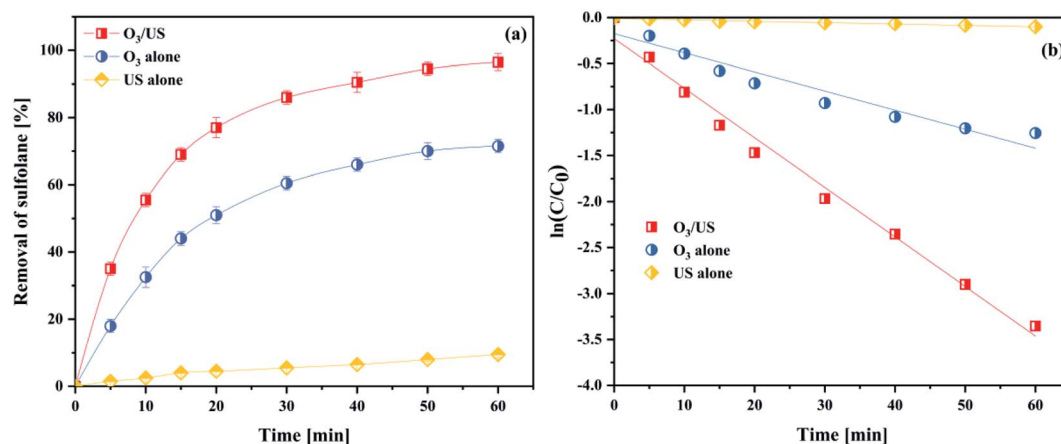 (a)
O₃/US
O₃ alone
US alone
Removal of sulfolane [%]
100
80
60
40
20
0
0 10 20 30 40 50 60
Time [min]
(b)
ln(C/C₀)
0.0
-0.5
-1.0
-1.5
-2.0
-2.5
-3.0
-3.5
-4.0
O₃/US
O₃ alone
US alone
0 10 20 30 40 50 60
Time [min]